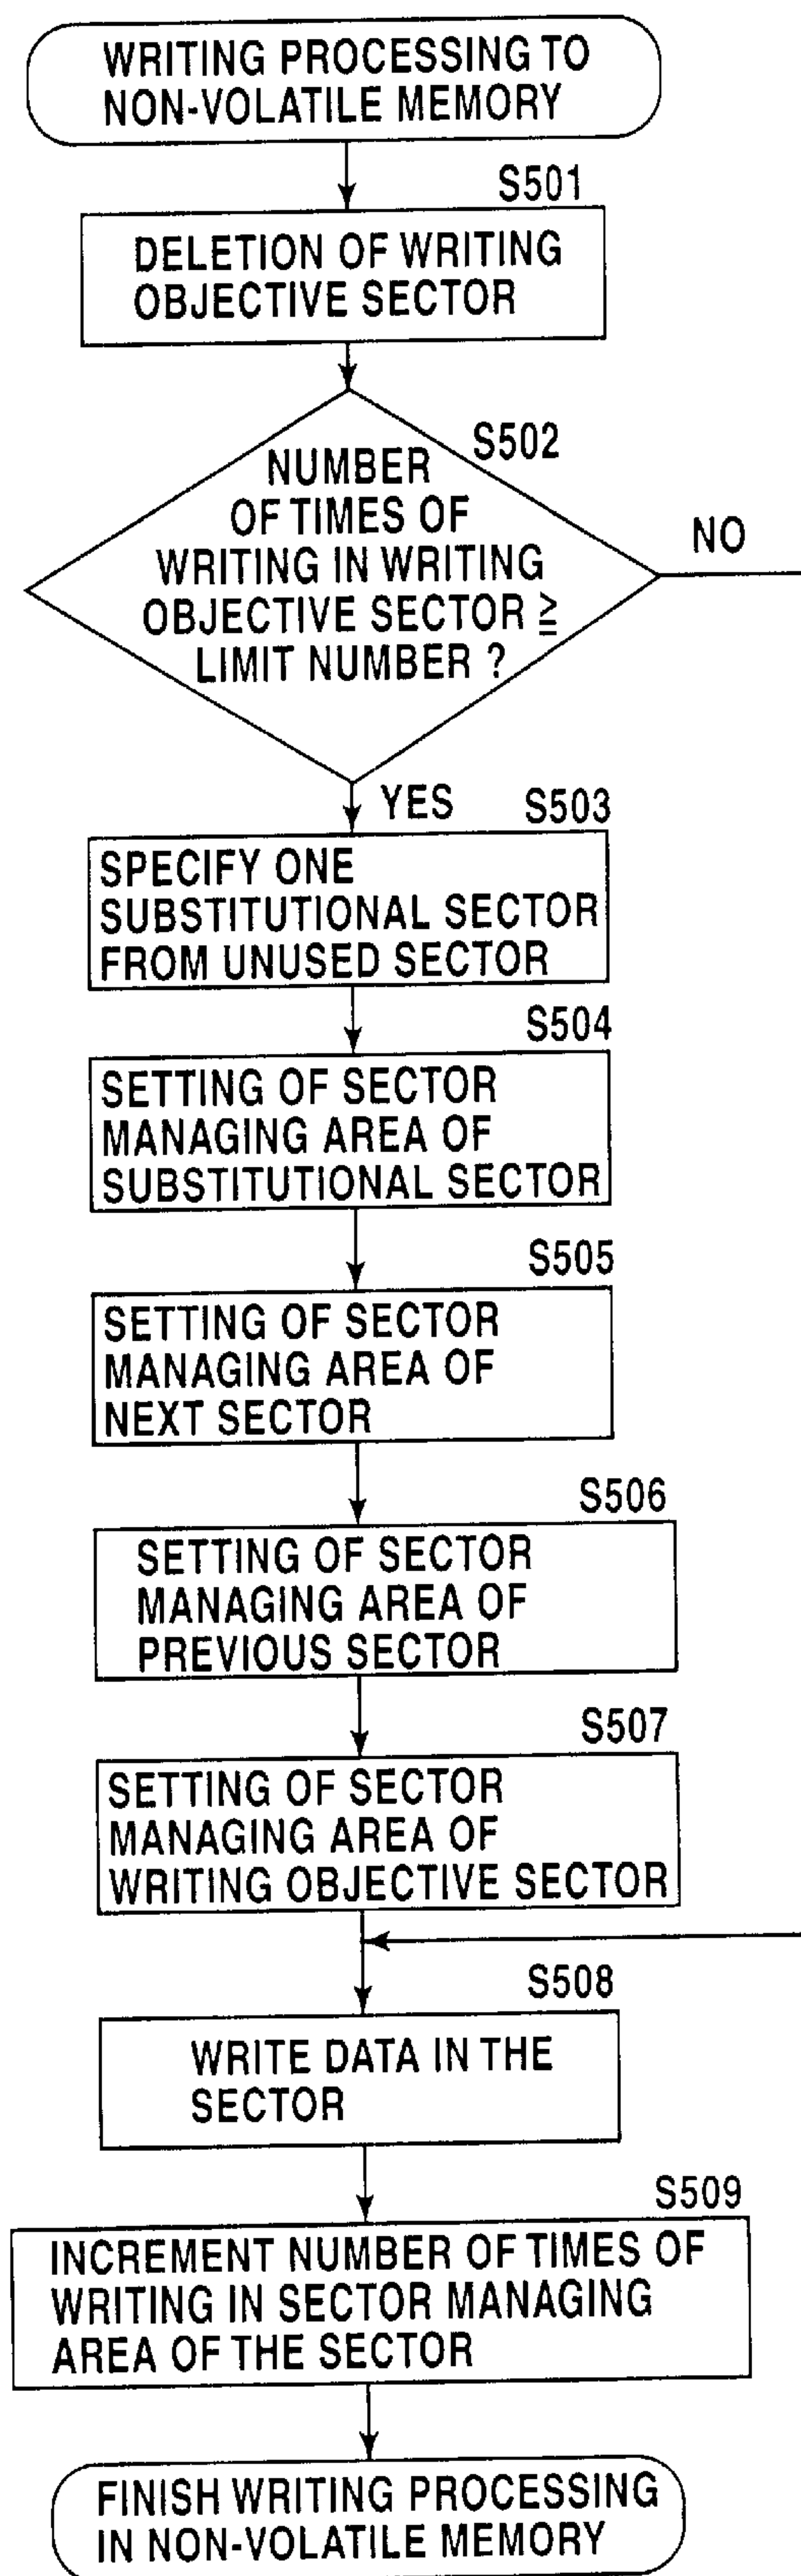 WRITING PROCESSING TO
NON-VOLATILE MEMORY
S501
DELETION OF WRITING
OBJECTIVE SECTOR
S502
NUMBER
OF TIMES OF
WRITING IN WRITING
OBJECTIVE SECTOR ≧
LIMIT NUMBER ?
NO
YES
S503
SPECIFY ONE
SUBSTITUTIONAL SECTOR
FROM UNUSED SECTOR
S504
SETTING OF SECTOR
MANAGING AREA OF
SUBSTITUTIONAL SECTOR
S505
SETTING OF SECTOR
MANAGING AREA OF
NEXT SECTOR
S506
SETTING OF SECTOR
MANAGING AREA OF
PREVIOUS SECTOR
S507
SETTING OF SECTOR
MANAGING AREA OF
WRITING OBJECTIVE SECTOR
S508
WRITE DATA IN THE
SECTOR
S509
INCREMENT NUMBER OF TIMES OF
WRITING IN SECTOR MANAGING
AREA OF THE SECTOR
FINISH WRITING PROCESSING
IN NON-VOLATILE MEMORY